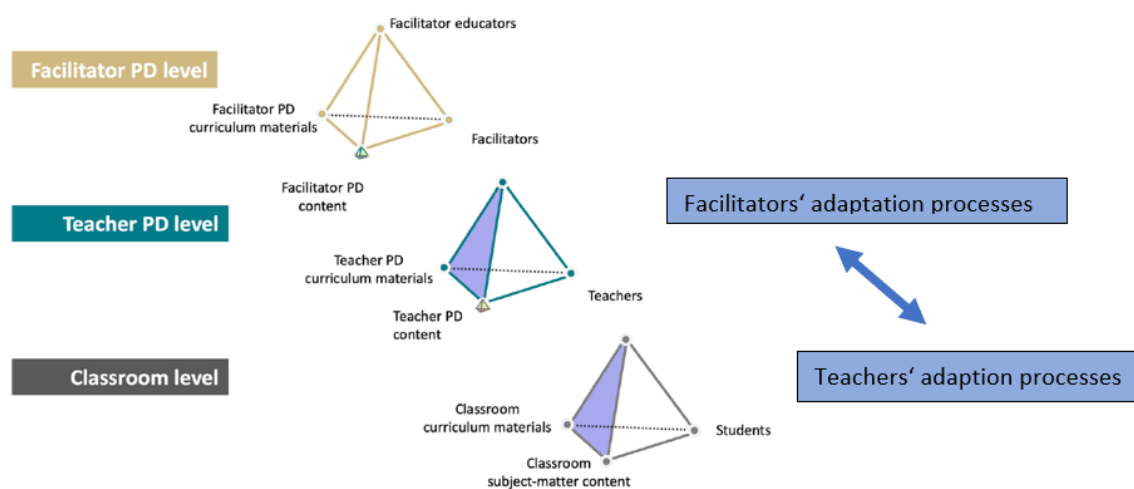 Facilitator educators
Facilitator PD level
Facilitator PD
curriculum materials
Facilitators
Facilitator PD
content
Facilitators‘ adaptation processes
Teacher PD level
Teacher PD
curriculum materials
Teachers
Teacher PD
content
Classroom level
Teachers‘ adaption processes
Classroom
curriculum materials
Students
Classroom
subject-matter content